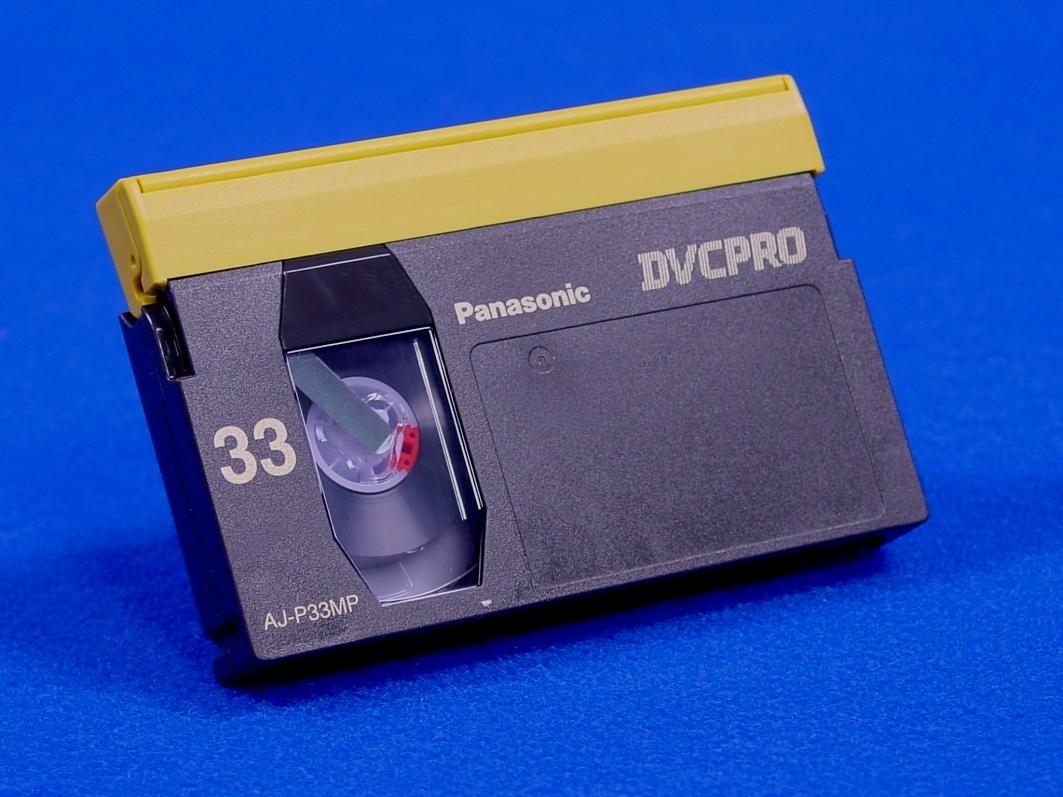 Panasonic
DVCPRO
33
AJ-P33MP